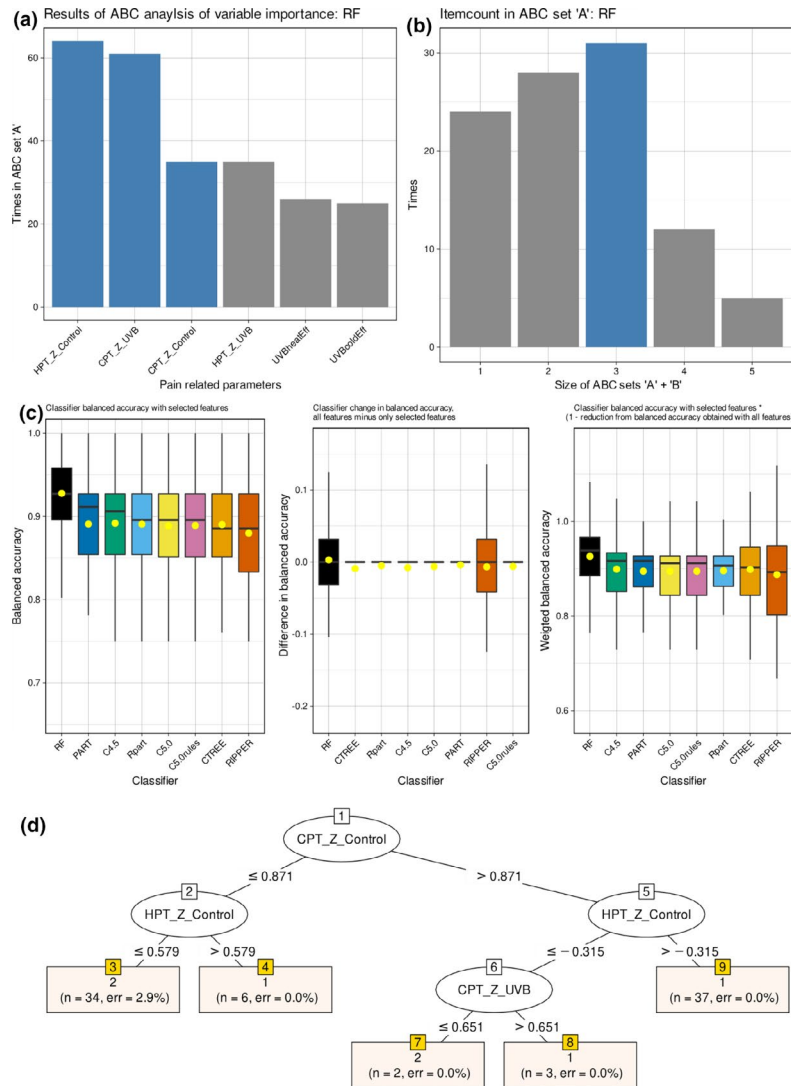 (a) Results of ABC anaylsis of variable importance: RF
Times in ABC set 'A'
60
40
20
0
HPT_Z_Control
CPT_Z_UVB
CPT_Z_Control
HPT_Z_UVB
UVBheatEff
UVBcoldEff
Pain related parameters
(b) Itemcount in ABC set 'A': RF
Times
30
20
10
0
1 2 3 4 5
Size of ABC sets 'A' + 'B'
(c)
Classifier balanced accuracy with selected features
Balanced accuracy
1.0
0.9
0.8
0.7
RF PART C4.5 Rpart C5.0 C5.0rules CTREE RIPPER
Classifier
Classifier change in balanced accuracy,
all features minus only selected features
Difference in balanced accuracy
0.1
0.0
-0.1
-0.2
RF CTREE Rpart C4.5 C5.0 PART RIPPER C5.0rules
Classifier
Classifier balanced accuracy with selected features *
(1 - reduction from balanced accuracy obtained with all features
Weigted balanced accuracy
1.0
0.8
0.6
RF C4.5 PART C5.0 C5.0rules Rpart CTREE RIPPER
Classifier
(d)
1
CPT_Z_Control
≤ 0.871 > 0.871
2 5
HPT_Z_Control HPT_Z_Control
≤ 0.579 > 0.579 ≤ −0.315 > −0.315
3 4 6 9
2 1 CPT_Z_UVB 1
(n = 34, err = 2.9%) (n = 6, err = 0.0%) (n = 37, err = 0.0%)
≤ 0.651 > 0.651
7 8
2 1
(n = 2, err = 0.0%) (n = 3, err = 0.0%)